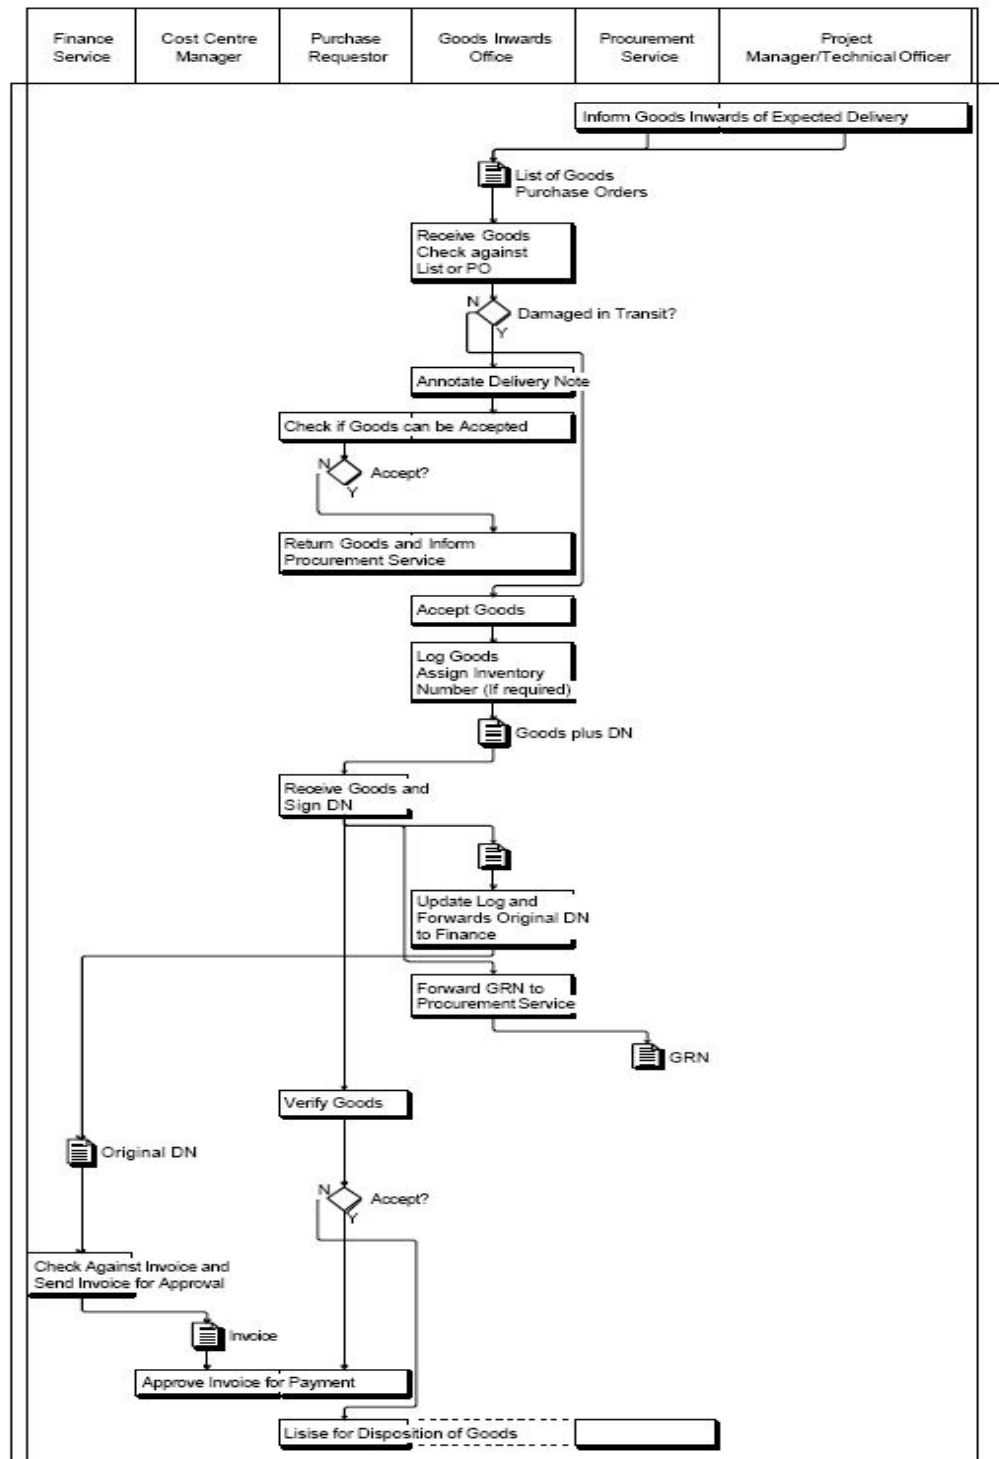 Finance
Service
Cost Centre
Manager
Purchase
Requestor
Goods Inwards
Office
Procurement
Service
Project
Manager/Technical Officer
Inform Goods Inwards of Expected Delivery
List of Goods
Purchase Orders
Receive Goods
Check against
List or PO
N
Damaged in Transit?
Y
Annotate Delivery Note
Check if Goods can be Accepted
N
Accept?
Y
Return Goods and Inform
Procurement Service
Accept Goods
Log Goods
Assign Inventory
Number (If required)
Goods plus DN
Receive Goods and
Sign DN
Update Log and
Forwards Original DN
to Finance
Forward GRN to
Procurement Service
GRN
Verify Goods
Original DN
N
Accept?
Y
Check Against Invoice and
Send Invoice for Approval
Invoice
Approve Invoice for Payment
Lisise for Disposition of Goods